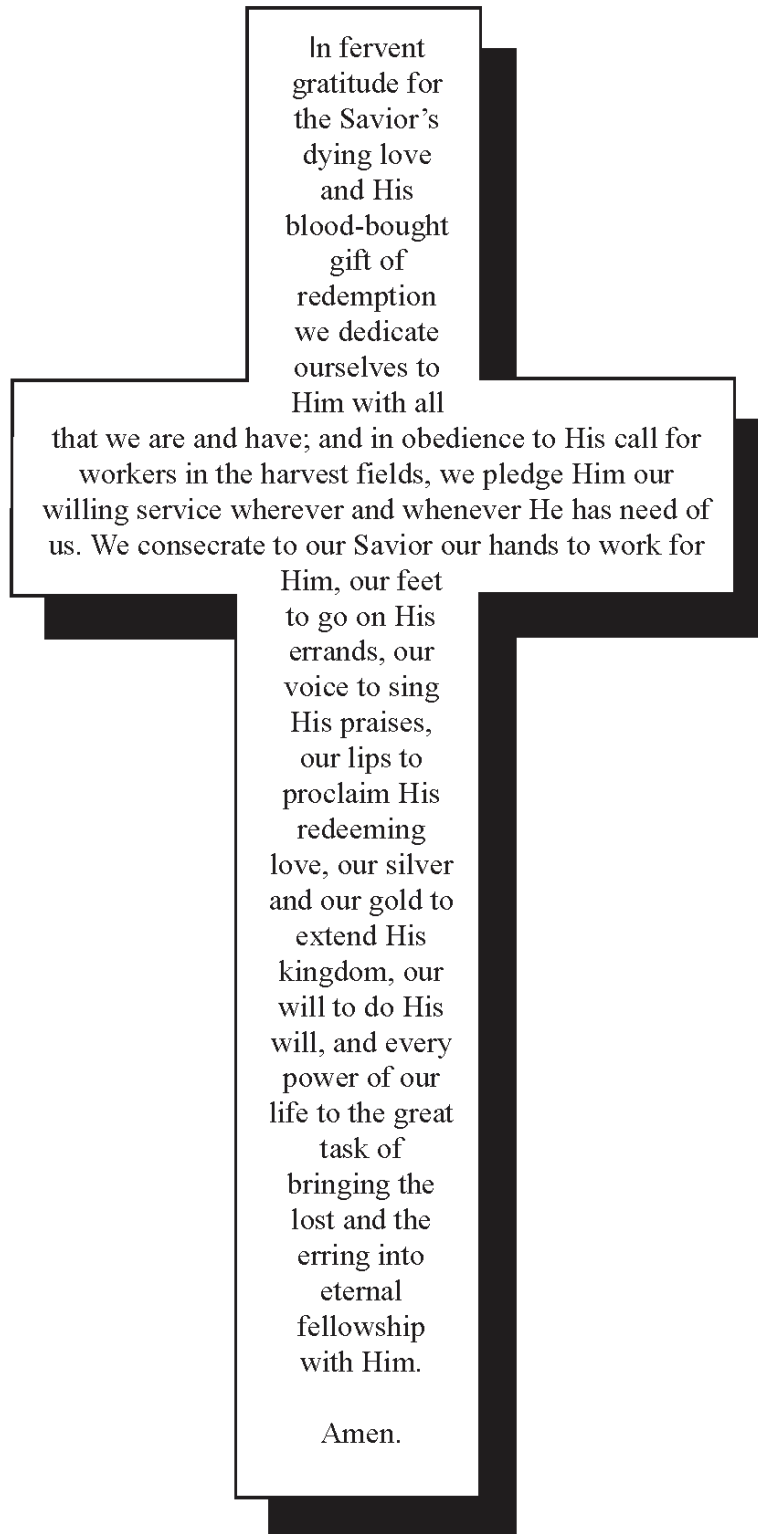 In fervent
gratitude for
the Savior’s
dying love
and His
blood-bought
gift of
redemption
we dedicate
ourselves to
Him with all
that we are and have; and in obedience to His call for
workers in the harvest fields, we pledge Him our
willing service wherever and whenever He has need of
us. We consecrate to our Savior our hands to work for
Him, our feet
to go on His
errands, our
voice to sing
His praises,
our lips to
proclaim His
redeeming
love, our silver
and our gold to
extend His
kingdom, our
will to do His
will, and every
power of our
life to the great
task of
bringing the
lost and the
erring into
eternal
fellowship
with Him.
Amen.